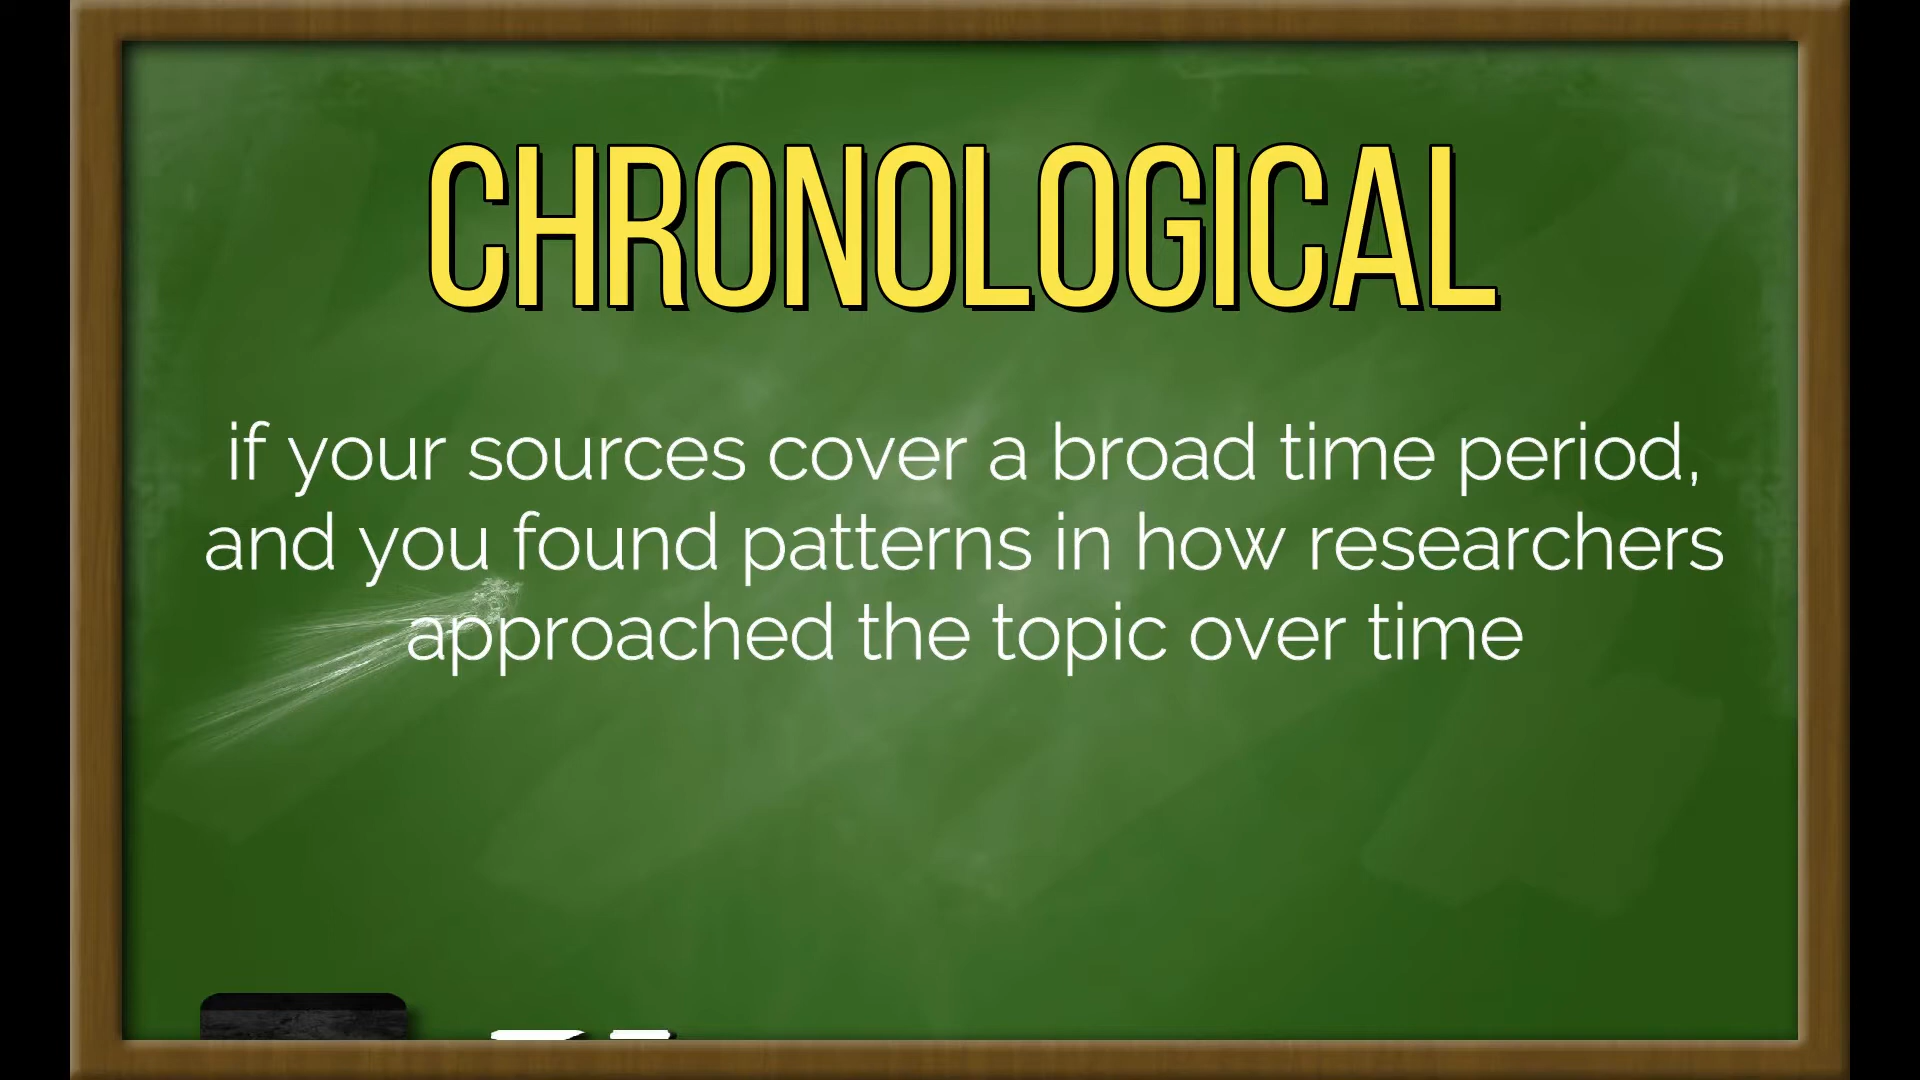 CHRONOLOGICAL
if your sources cover a broad time period,
and you found patterns in how researchers
approached the topic over time